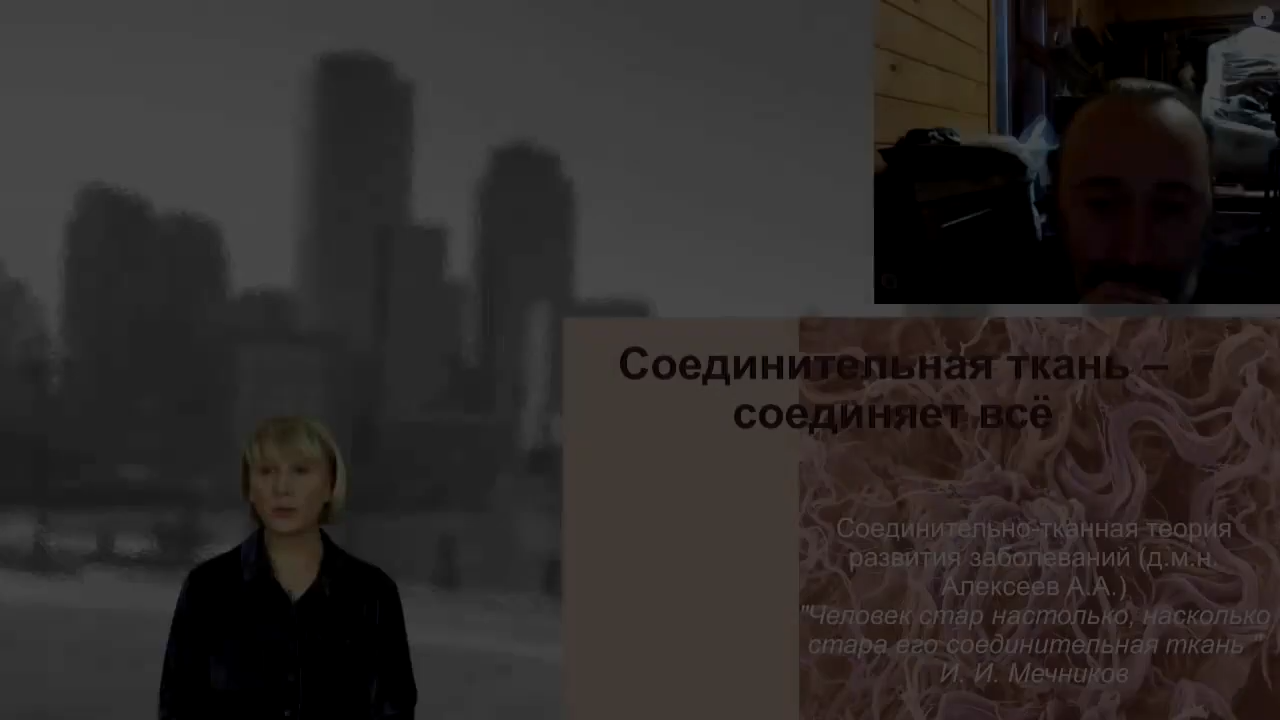 Соединительная ткань –
соединяет всё
Соединительно-тканная теория
развития заболеваний (д.м.н.
Алексеев А.А.)
"Человек стар настолько, насколько
стара его соединительная ткань "
И. И. Мечников